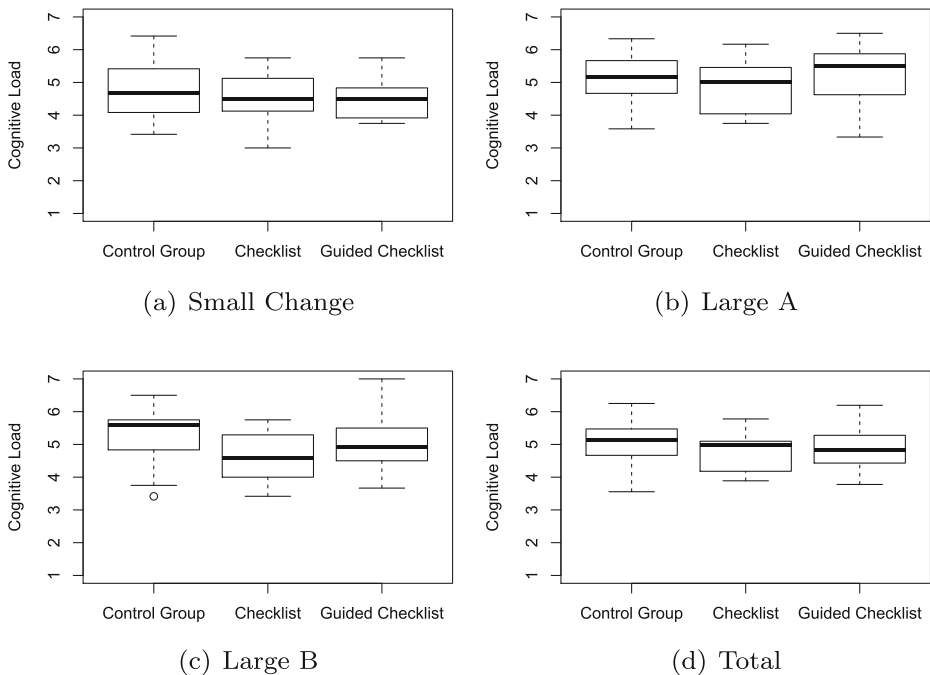 Cognitive Load
1 2 3 4 5 6 7
Control Group Checklist Guided Checklist
(a) Small Change
Cognitive Load
1 2 3 4 5 6 7
Control Group Checklist Guided Checklist
(b) Large A
Cognitive Load
1 2 3 4 5 6 7
Control Group Checklist Guided Checklist
(c) Large B
Cognitive Load
1 2 3 4 5 6 7
Control Group Checklist Guided Checklist
(d) Total